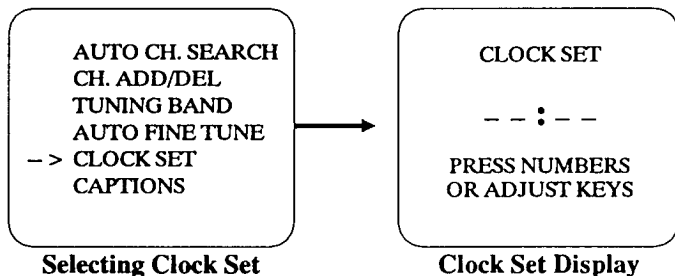 AUTO CH. SEARCH
CH. ADD/DEL
TUNING BAND
AUTO FINE TUNE
–> CLOCK SET
CAPTIONS
Selecting Clock Set
CLOCK SET
– – : – –
PRESS NUMBERS
OR ADJUST KEYS
Clock Set Display